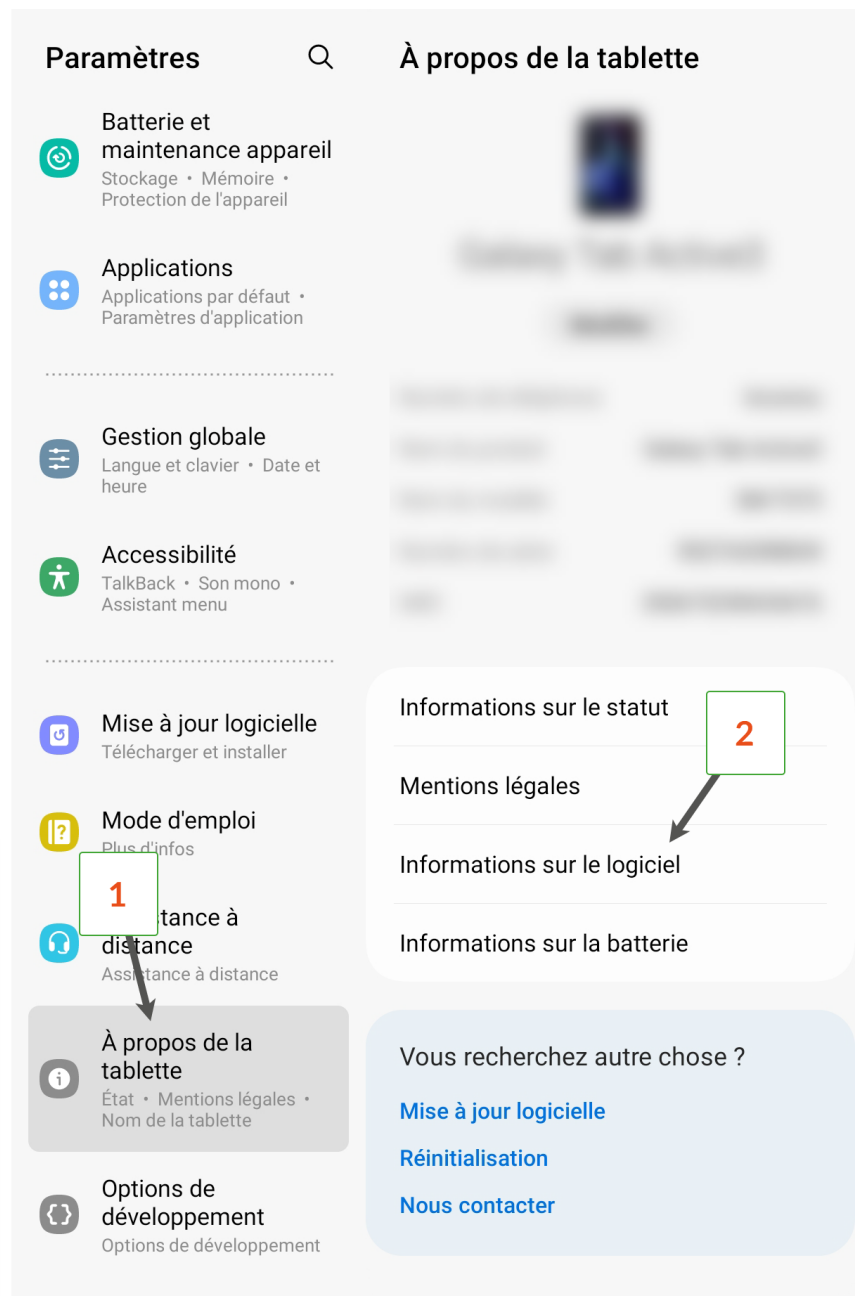 Paramètres
Batterie et
maintenance appareil
Stockage • Mémoire •
Protection de l'appareil
Applications
Applications par défaut •
Paramètres d'application
Gestion globale
Langue et clavier • Date et
heure
Accessibilité
TalkBack • Son mono •
Assistant menu
Mise à jour logicielle
Télécharger et installer
Mode d'emploi
Plus d'infos
1
tance à
distance
Assistance à distance
À propos de la
tablette
État • Mentions légales •
Nom de la tablette
Options de
développement
Options de développement
À propos de la tablette
Informations sur le statut
2
Mentions légales
Informations sur le logiciel
Informations sur la batterie
Vous recherchez autre chose ?
Mise à jour logicielle
Réinitialisation
Nous contacter